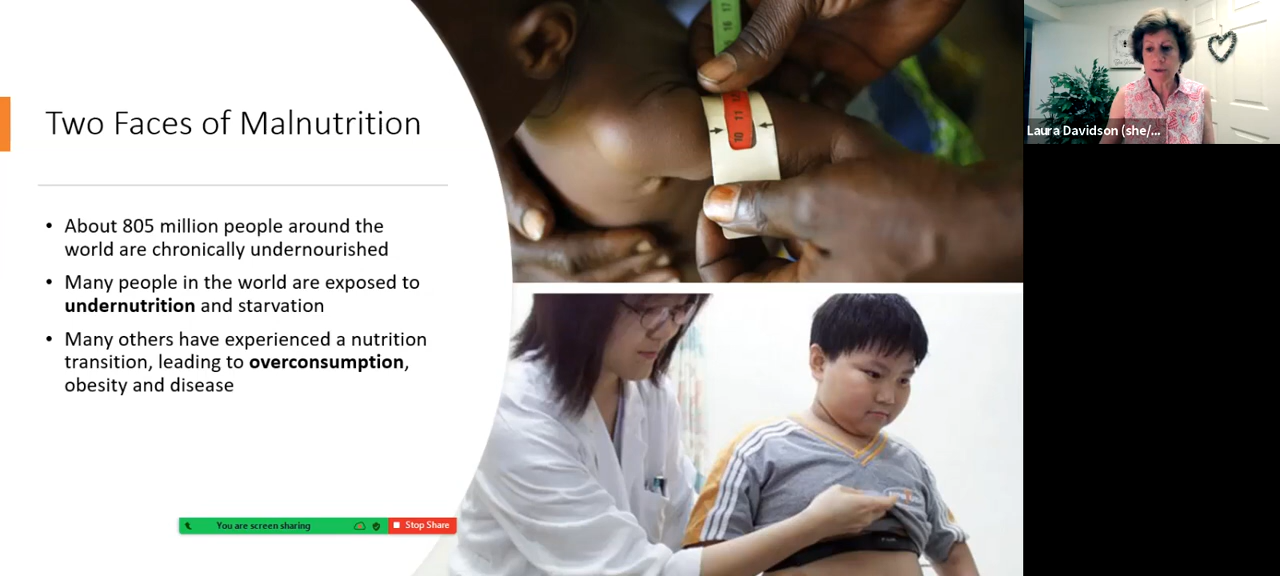 Two Faces of Malnutrition
• About 805 million people around the
world are chronically undernourished
• Many people in the world are exposed to
undernutrition and starvation
• Many others have experienced a nutrition
transition, leading to overconsumption,
obesity and disease
You are screen sharing
Stop Share
10 11
Laura Davidson (she/...